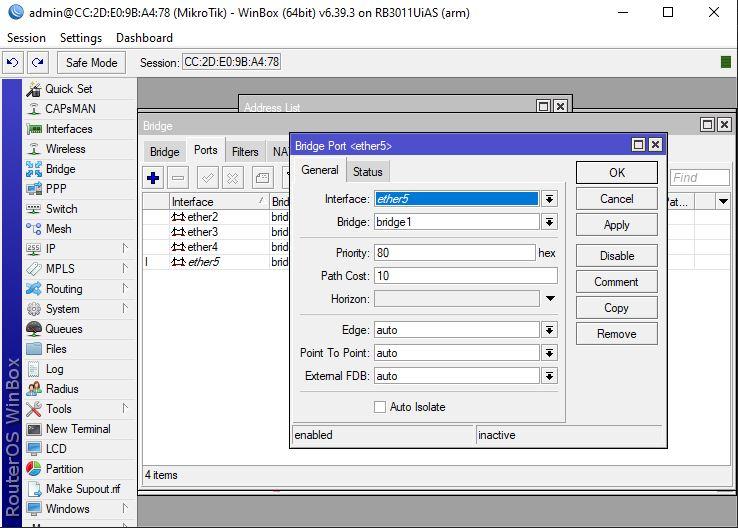 admin@CC:2D:E0:9B:A4:78 (MikroTik) - WinBox (64bit) v6.39.3 on RB3011UiAS (arm)
Session Settings Dashboard
Safe Mode Session: CC:2D:E0:9B:A4:78
Quick Set
CAPsMAN
Interfaces
Wireless
Bridge
PPP
Switch
Mesh
IP
MPLS
Routing
System
Queues
Files
Log
Radius
Tools
New Terminal
LCD
Partition
Make Supout.rif
Windows
RouterOS WinBox
Address List
Bridge
Bridge Ports Filters NA
Find
Interface Brid
ether2 brid
ether3 brid
ether4 brid
I ether5 brid
Pat...
4 items
Bridge Port <ether5>
General Status
Interface: ether5
Bridge: bridge1
Priority: 80 hex
Path Cost: 10
Horizon:
Edge: auto
Point To Point: auto
External FDB: auto
Auto Isolate
enabled inactive
OK
Cancel
Apply
Disable
Comment
Copy
Remove